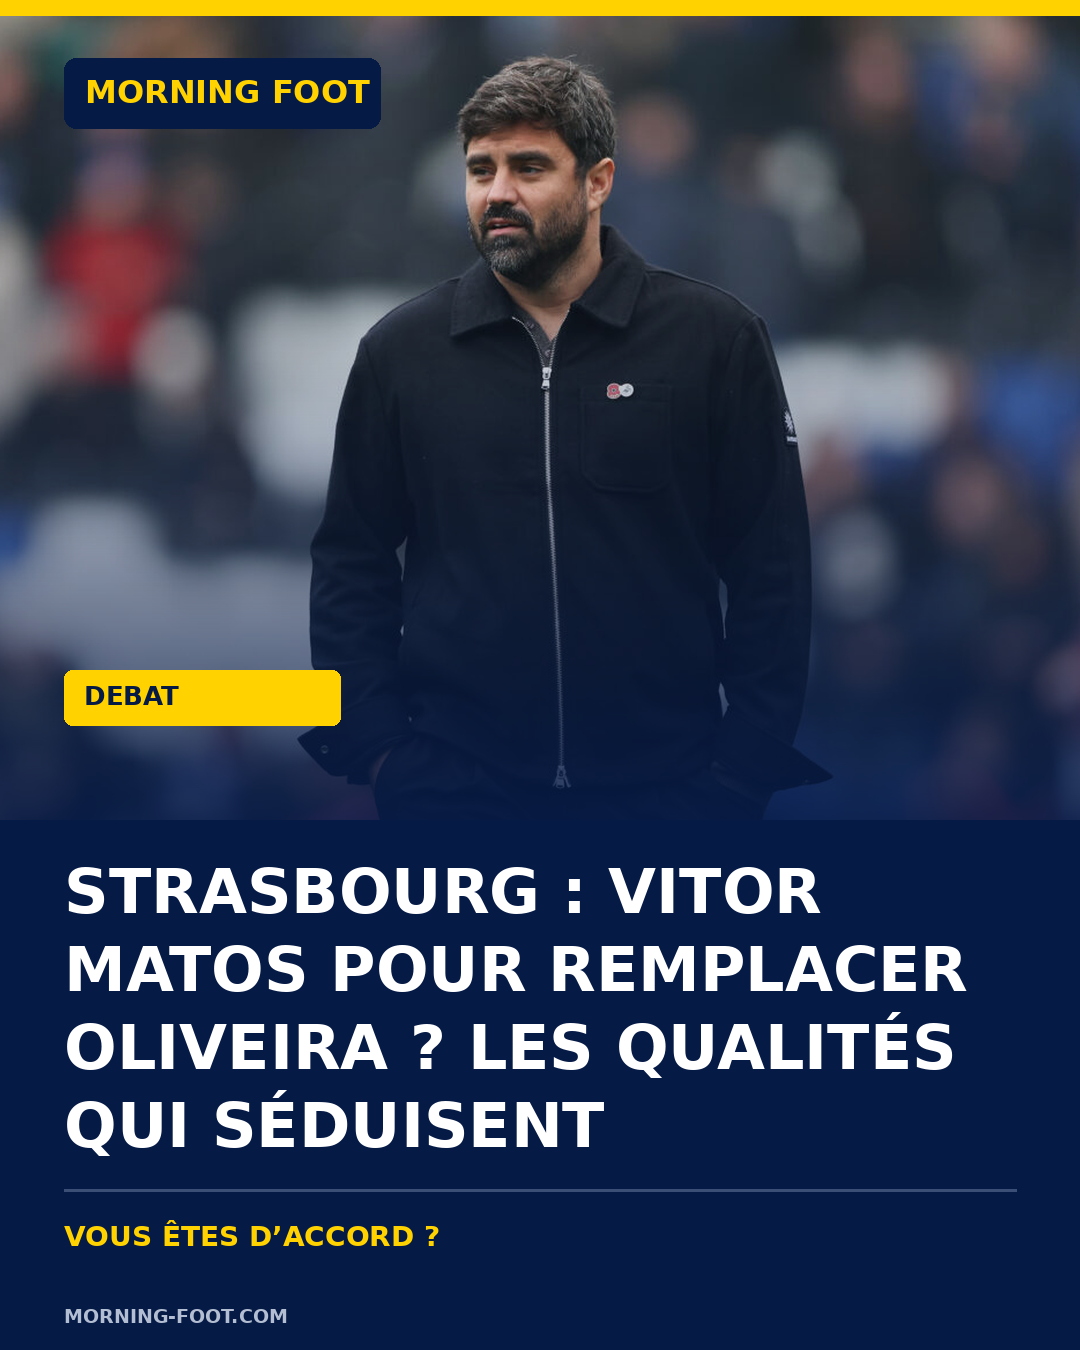 MORNING FOOT
DEBAT
STRASBOURG : VITOR
MATOS POUR REMPLACER
OLIVEIRA ? LES QUALITÉS
QUI SÉDUISENT
VOUS ÊTES D’ACCORD ?
MORNING-FOOT.COM